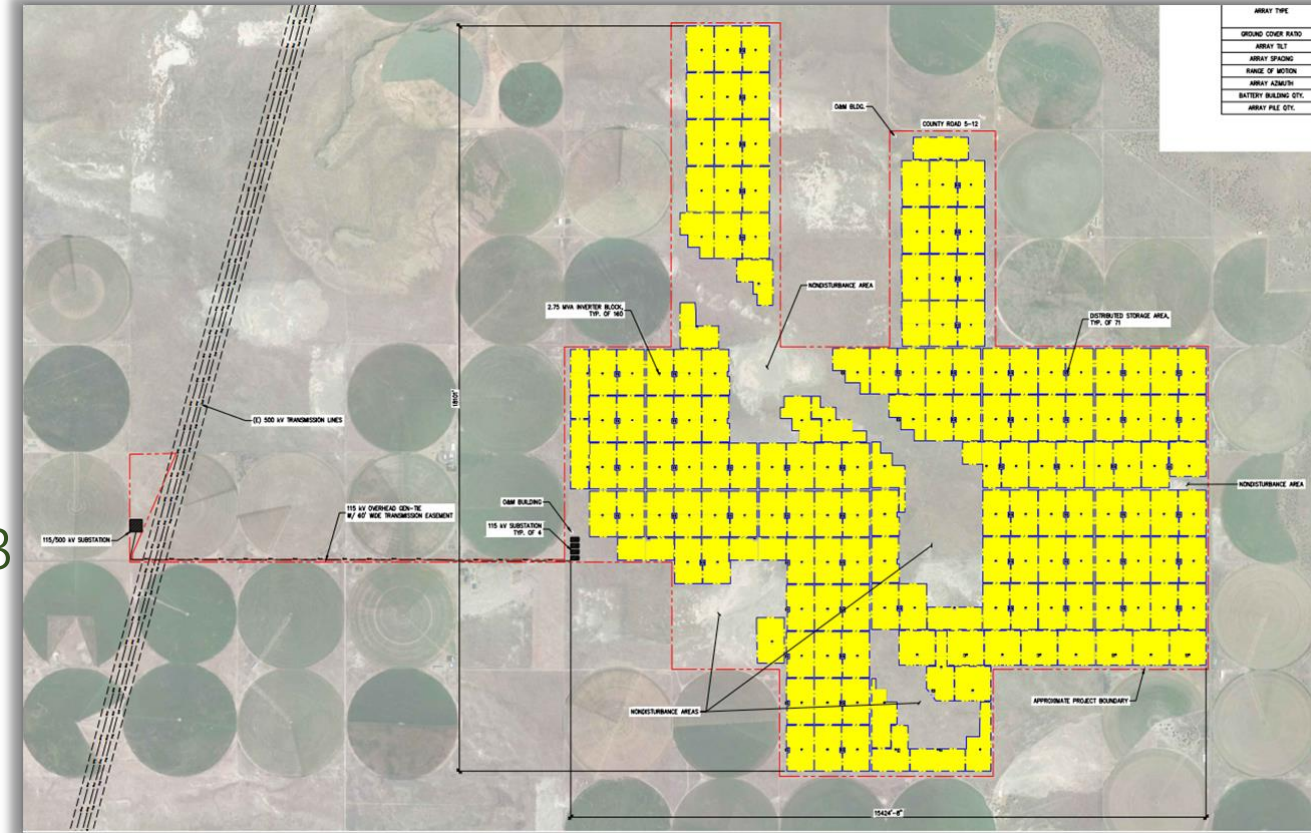 ARRAY TYPE
GROUND COVER RATIO
ARRAY TILT
ARRAY SPACING
RANGE OF MOTION
ARRAY AZIMUTH
BATTERY BUILDING QTY.
ARRAY PILE QTY.
O&M BLDG.
COUNTY ROAD 5-12
NONDISTURBANCE AREA
2.75 MVA INVERTER BLOCK,
TYP. OF 160
DISTRIBUTED STORAGE AREA,
TYP. OF 71
(E) 500 kV TRANSMISSION LINES
NONDISTURBANCE AREA
O&M BUILDING
115 kV OVERHEAD GEN-TIE
W/ 60' WIDE TRANSMISSION EASEMENT
115 kV SUBSTATION
TYP. OF 4
115/500 kV SUBSTATION
3
NONDISTURBANCE AREAS
APPROXIMATE PROJECT BOUNDARY
15424'-8"